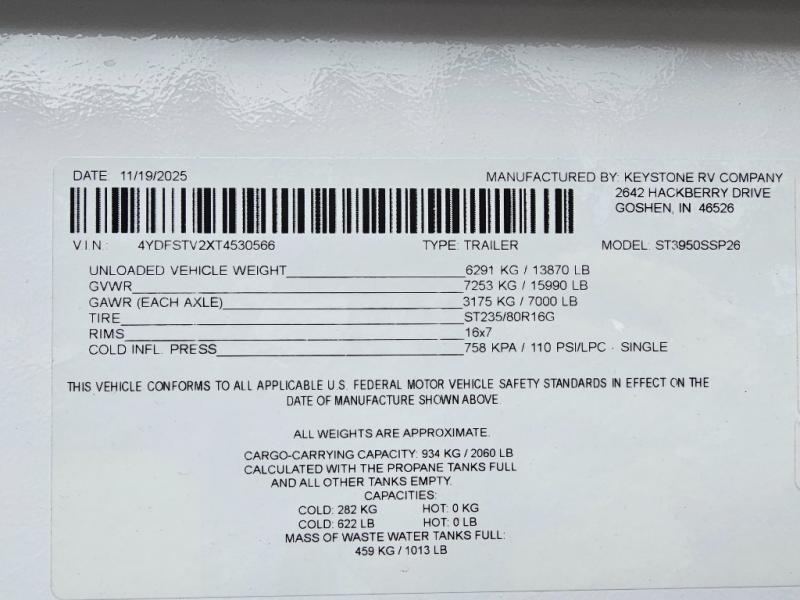 DATE: 11/19/2025
MANUFACTURED BY: KEYSTONE RV COMPANY
2642 HACKBERRY DRIVE
GOSHEN, IN 46526
VIN: 4YDFSTV2XT4530566 TYPE: TRAILER MODEL: ST3950SSP26
UNLOADED VEHICLE WEIGHT 6291 KG / 13870 LB
GVWR 7253 KG / 15990 LB
GAWR (EACH AXLE) 3175 KG / 7000 LB
TIRE ST235/80R16G
RIMS 16x7
COLD INFL. PRESS 758 KPA / 110 PSI/LPC - SINGLE
THIS VEHICLE CONFORMS TO ALL APPLICABLE U.S. FEDERAL MOTOR VEHICLE SAFETY STANDARDS IN EFFECT ON THE
DATE OF MANUFACTURE SHOWN ABOVE.
ALL WEIGHTS ARE APPROXIMATE.
CARGO-CARRYING CAPACITY: 934 KG / 2060 LB
CALCULATED WITH THE PROPANE TANKS FULL
AND ALL OTHER TANKS EMPTY.
CAPACITIES:
COLD: 282 KG HOT: 0 KG
COLD: 622 LB HOT: 0 LB
MASS OF WASTE WATER TANKS FULL:
459 KG / 1013 LB